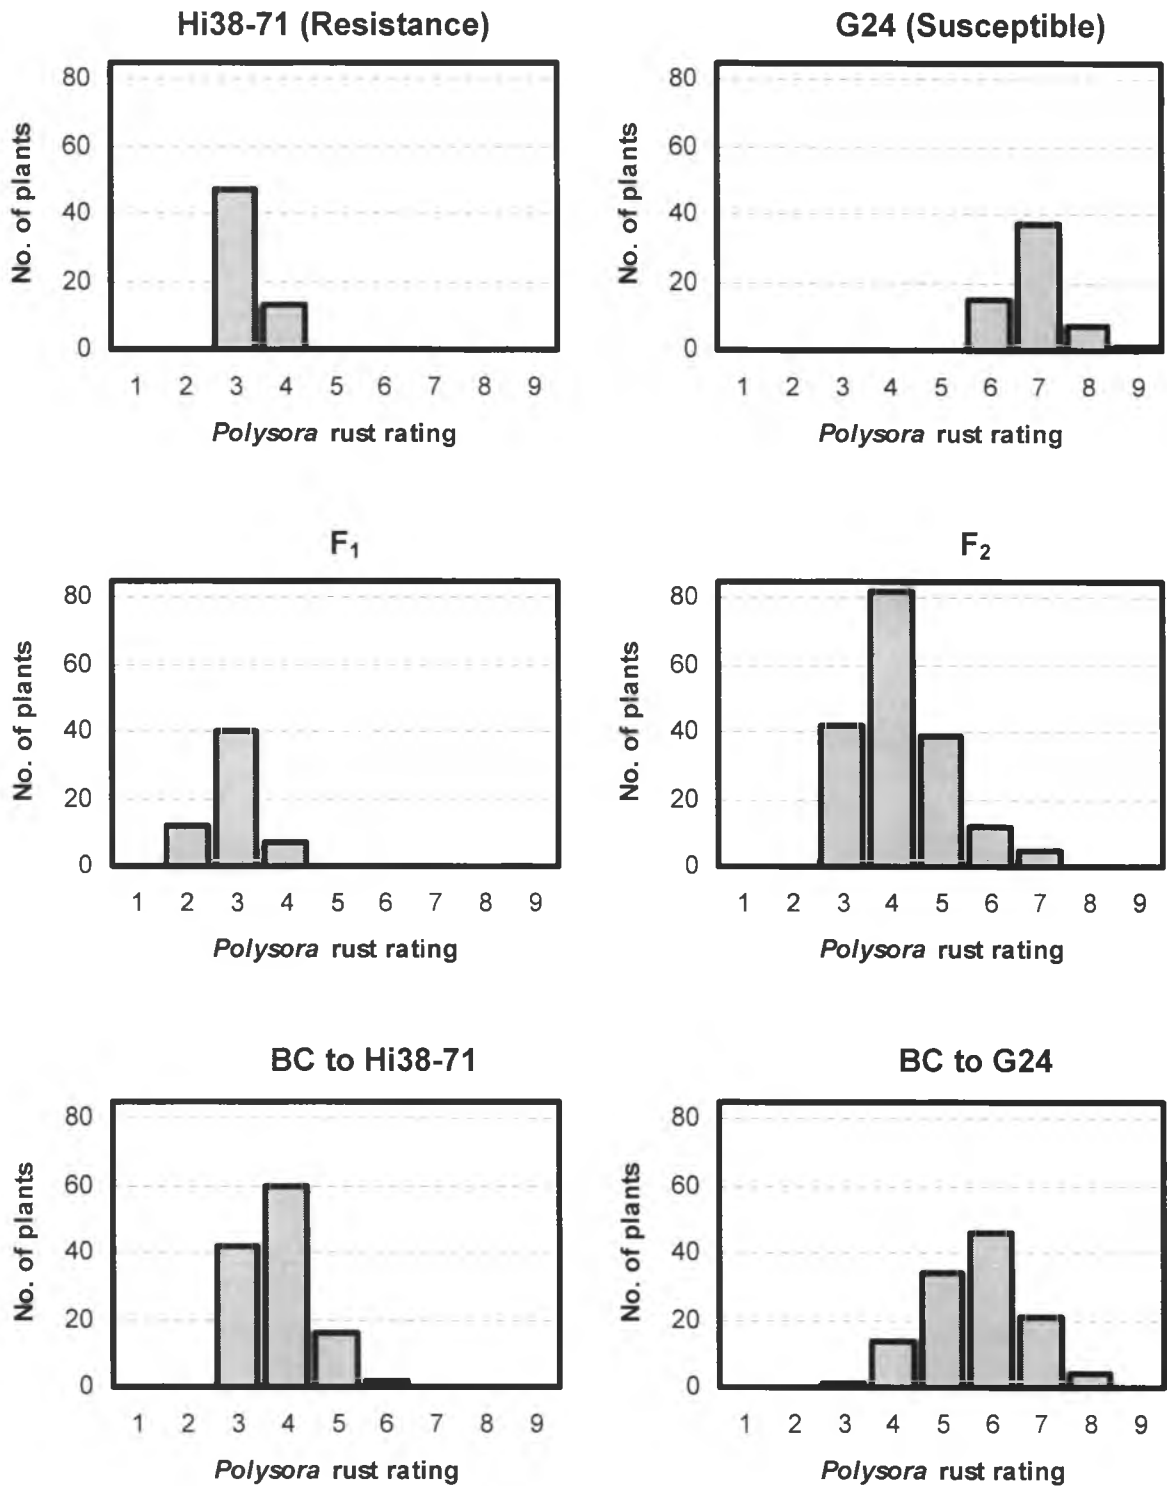 Hi38-71 (Resistance)
No. of plants
80
60
40
20
0
1 2 3 4 5 6 7 8 9
Polysora rust rating
G24 (Susceptible)
No. of plants
80
60
40
20
0
1 2 3 4 5 6 7 8 9
Polysora rust rating
F₁
No. of plants
80
60
40
20
0
1 2 3 4 5 6 7 8 9
Polysora rust rating
F₂
No. of plants
80
60
40
20
0
1 2 3 4 5 6 7 8 9
Polysora rust rating
BC to Hi38-71
No. of plants
80
60
40
20
0
1 2 3 4 5 6 7 8 9
Polysora rust rating
BC to G24
No. of plants
80
60
40
20
0
1 2 3 4 5 6 7 8 9
Polysora rust rating